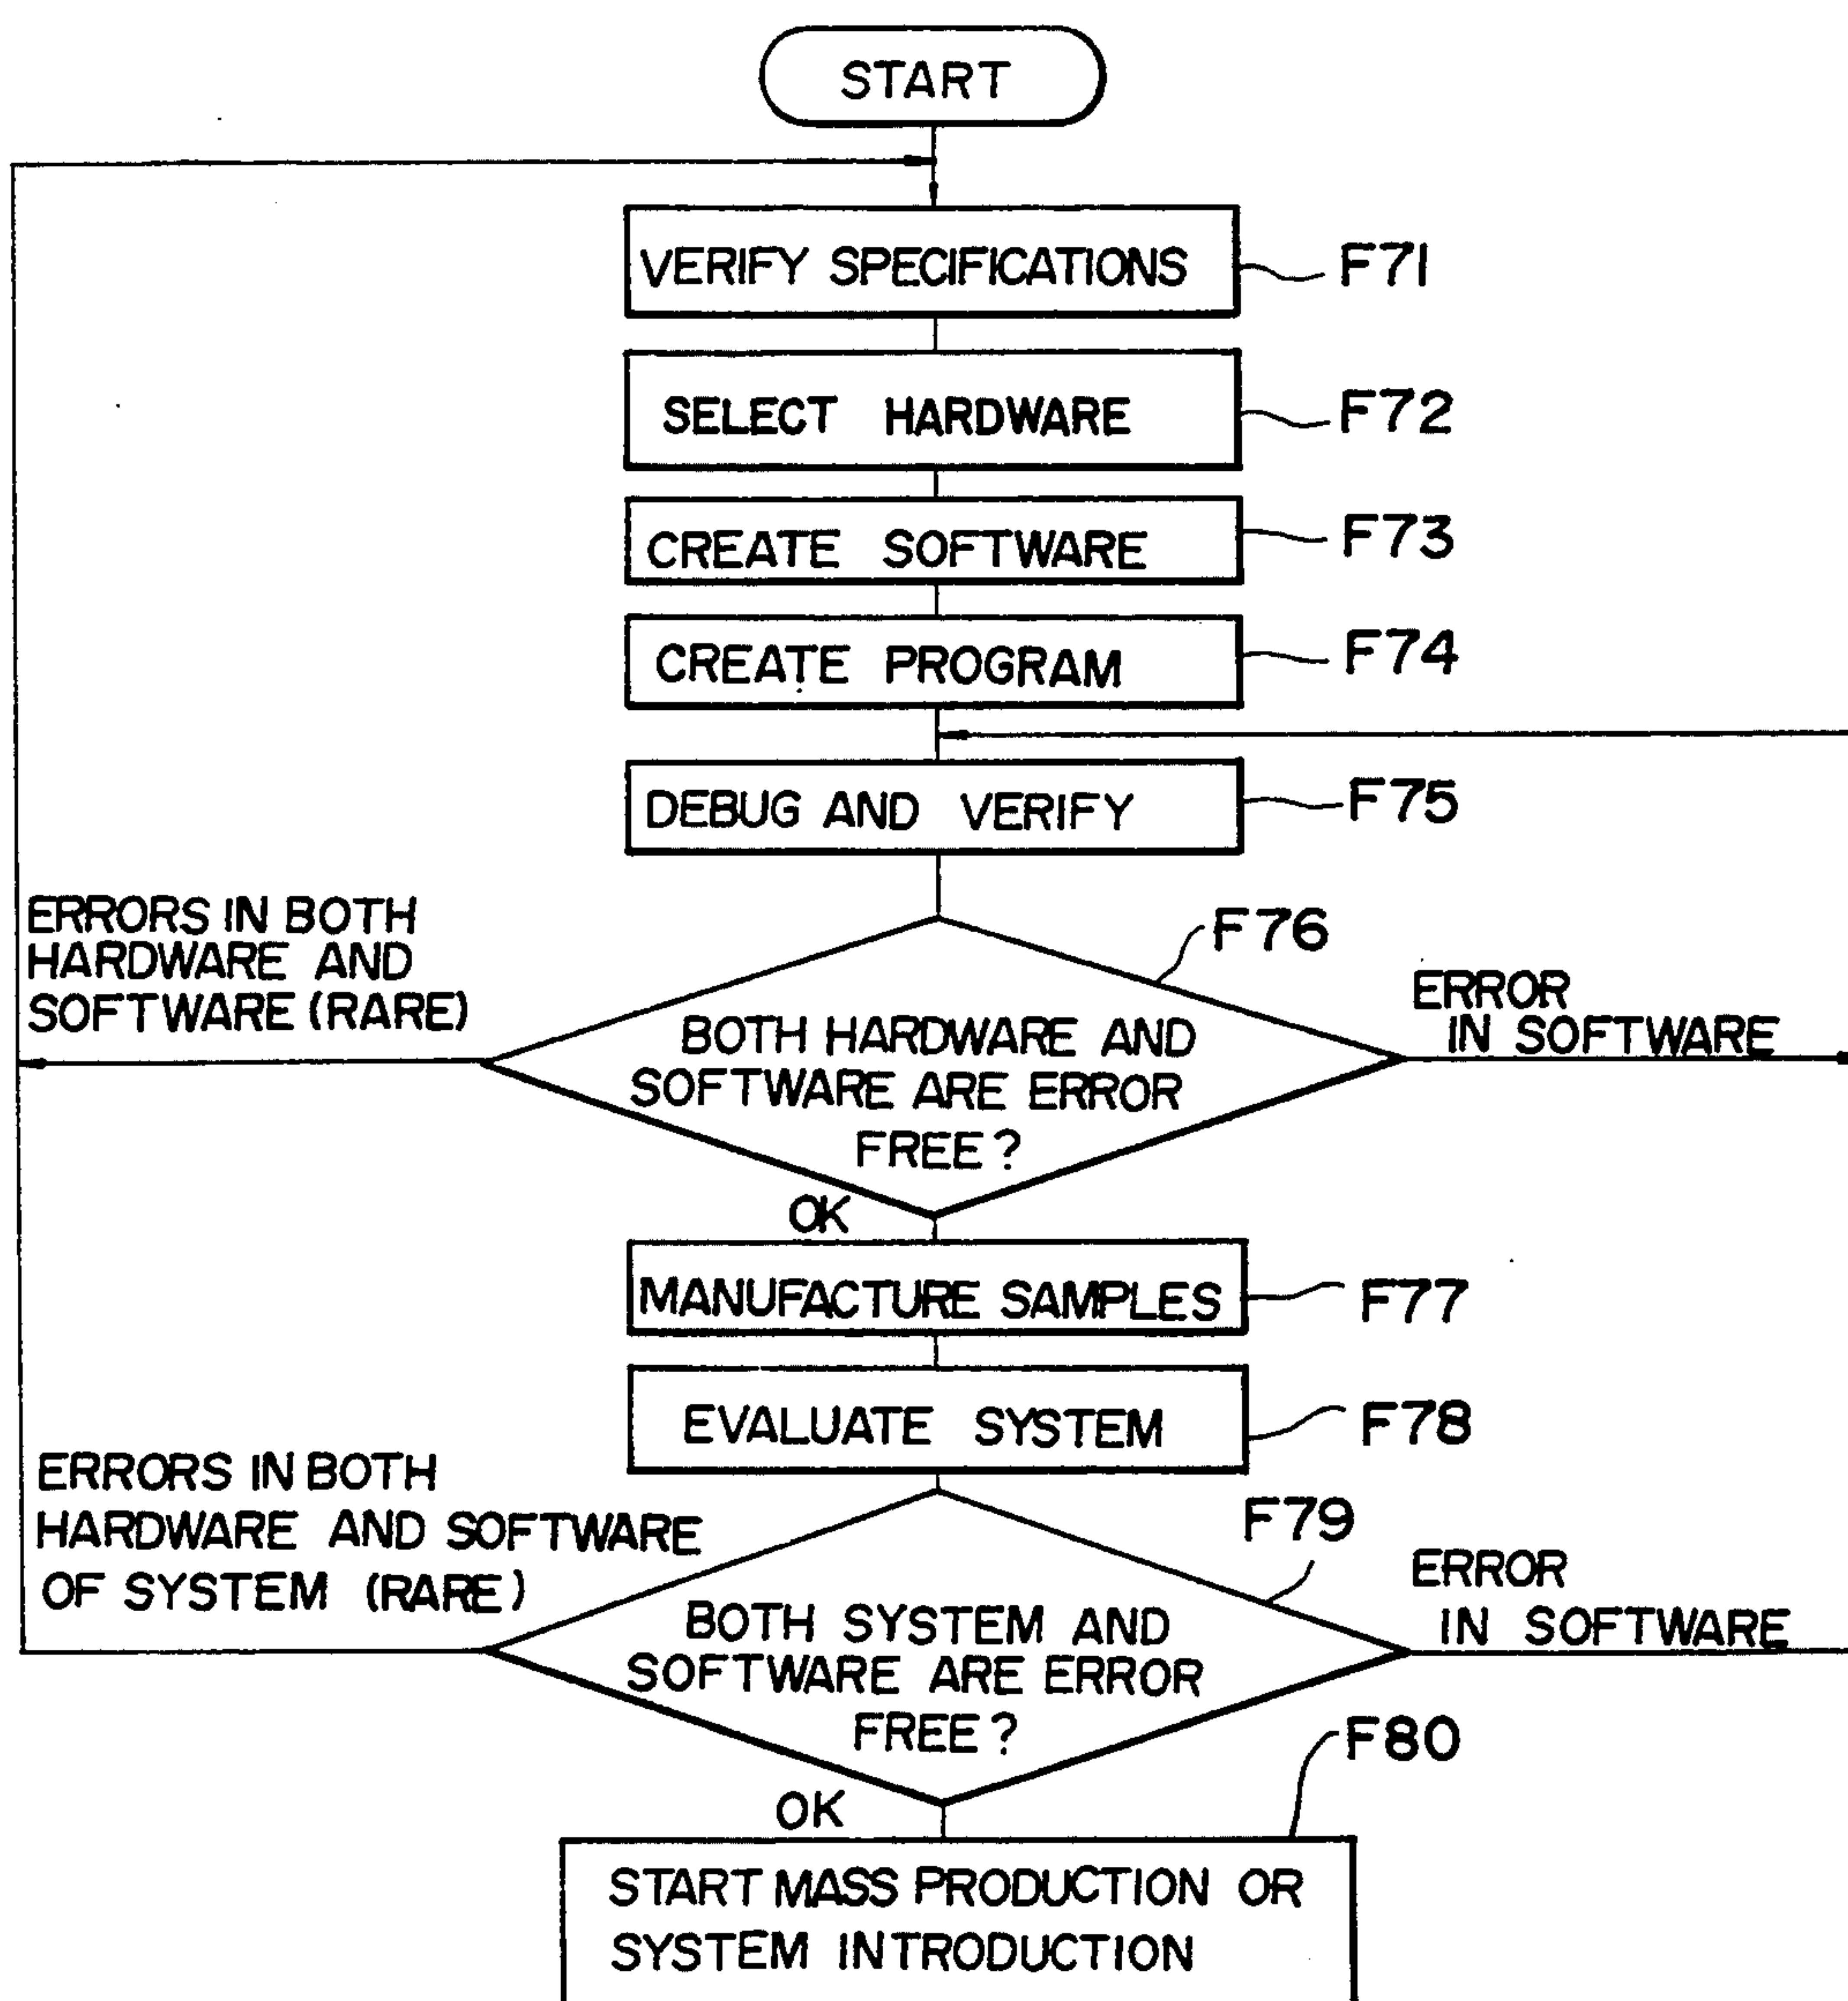 START
VERIFY SPECIFICATIONS
F71
SELECT HARDWARE
F72
CREATE SOFTWARE
F73
CREATE PROGRAM
F74
DEBUG AND VERIFY
F75
ERRORS IN BOTH
HARDWARE AND
SOFTWARE (RARE)
F76
BOTH HARDWARE AND
SOFTWARE ARE ERROR
FREE?
ERROR
IN SOFTWARE
OK
MANUFACTURE SAMPLES
F77
EVALUATE SYSTEM
F78
ERRORS IN BOTH
HARDWARE AND SOFTWARE
OF SYSTEM (RARE)
F79
BOTH SYSTEM AND
SOFTWARE ARE ERROR
FREE?
ERROR
IN SOFTWARE
OK
F80
START MASS PRODUCTION OR
SYSTEM INTRODUCTION